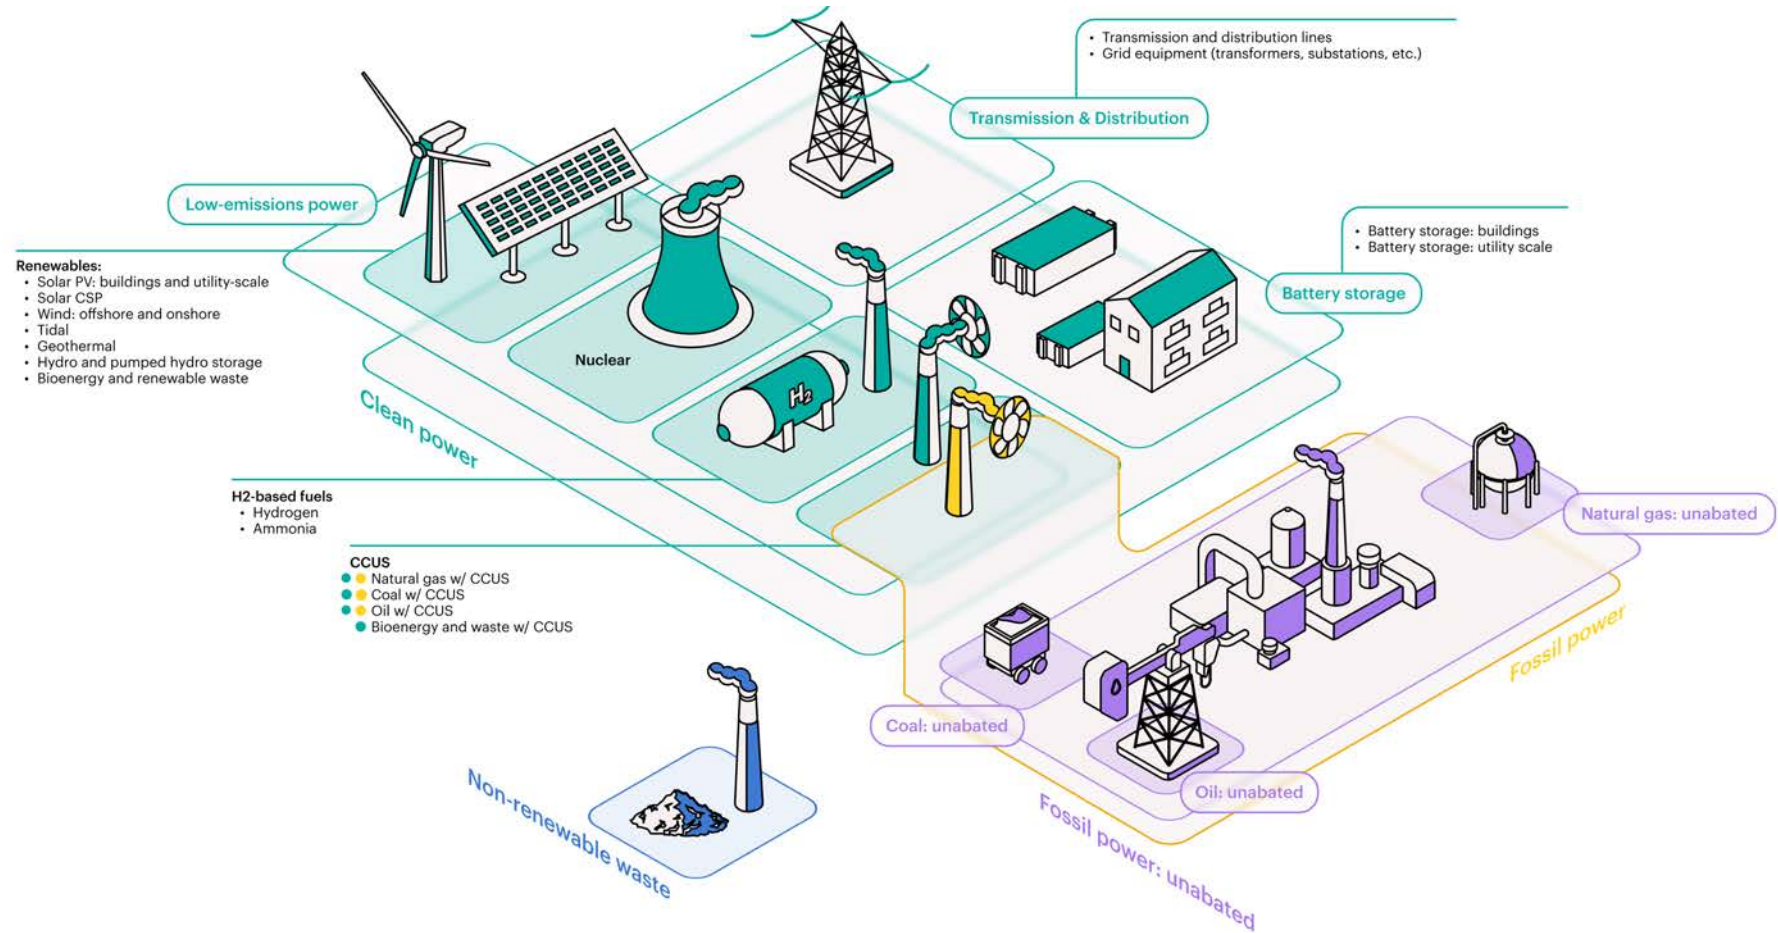 • Transmission and distribution lines
• Grid equipment (transformers, substations, etc.)
Transmission & Distribution
Low-emissions power
• Battery storage: buildings
• Battery storage: utility scale
Battery storage
Renewables:
• Solar PV: buildings and utility-scale
• Solar CSP
• Wind: offshore and onshore
• Tidal
• Geothermal
• Hydro and pumped hydro storage
• Bioenergy and renewable waste
Nuclear
H2
Clean power
H2-based fuels
• Hydrogen
• Ammonia
CCUS
Natural gas w/ CCUS
Coal w/ CCUS
Oil w/ CCUS
Bioenergy and waste w/ CCUS
Natural gas: unabated
Fossil power
Coal: unabated
Oil: unabated
Fossil power: unabated
Non-renewable waste